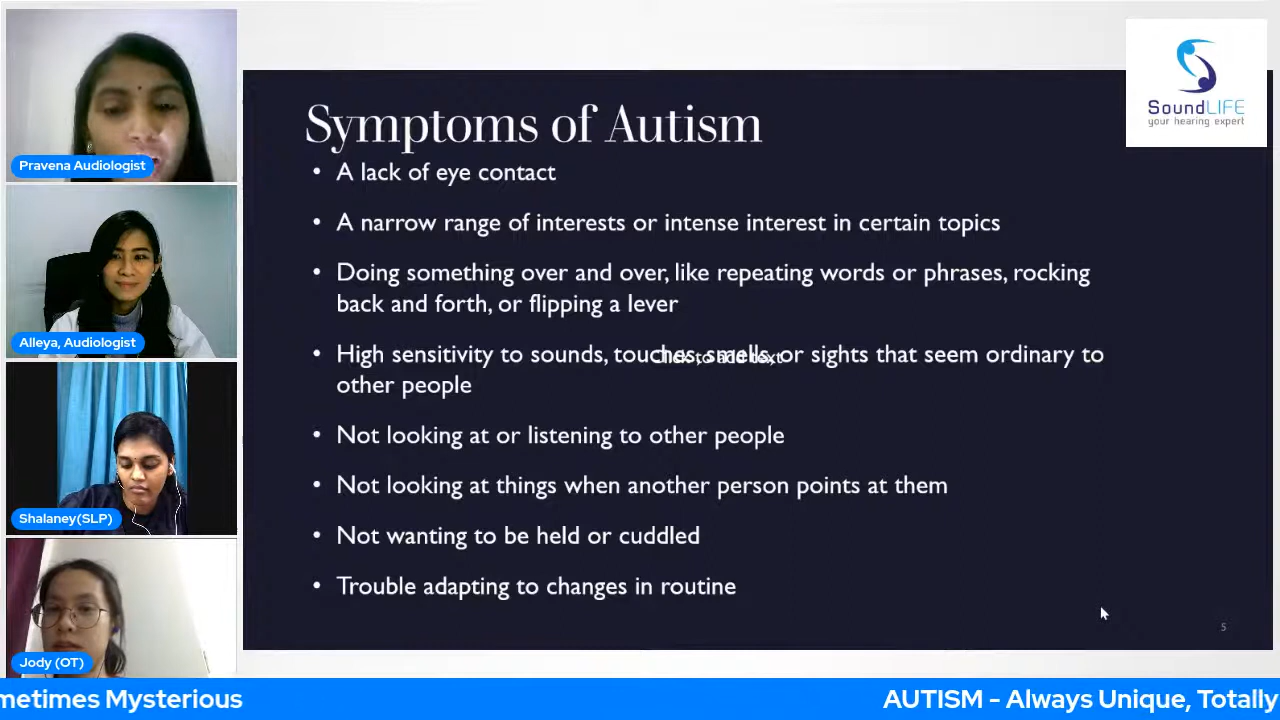 Pravena Audiologist
Alleya, Audiologist
Shalaney(SLP)
Jody (OT)
SoundLIFE
your hearing expert
Symptoms of Autism
• A lack of eye contact
• A narrow range of interests or intense interest in certain topics
• Doing something over and over, like repeating words or phrases, rocking
back and forth, or flipping a lever
• High sensitivity to sounds, touches, smells, or sights that seem ordinary to
other people
Click to add text
• Not looking at or listening to other people
• Not looking at things when another person points at them
• Not wanting to be held or cuddled
• Trouble adapting to changes in routine
5
metimes Mysterious
AUTISM - Always Unique, Totally